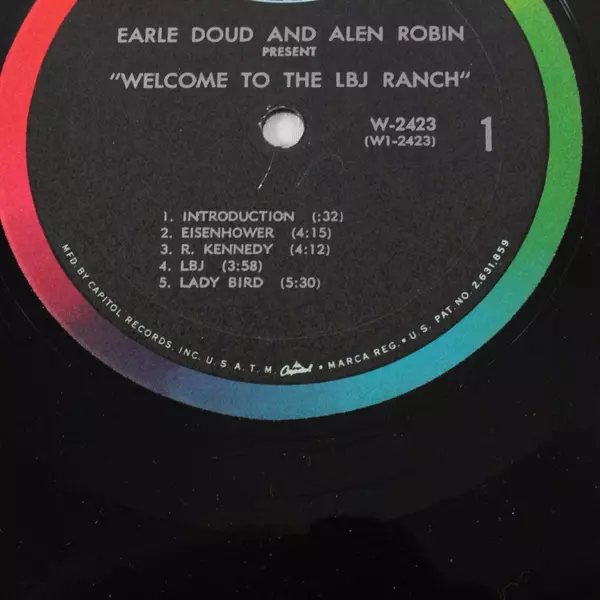 EARLE DOUD AND ALEN ROBIN
PRESENT
"WELCOME TO THE LBJ RANCH"
W-2423
(W1-2423)
1
1. INTRODUCTION (:32)
2. EISENHOWER (4:15)
3. R. KENNEDY (4:12)
4. LBJ (3:58)
5. LADY BIRD (5:30)
MFD BY CAPITOL RECORDS, INC. U. S. A. T. M. Capitol • MARCA REG. • U. S. PAT. NO. 2,631,859